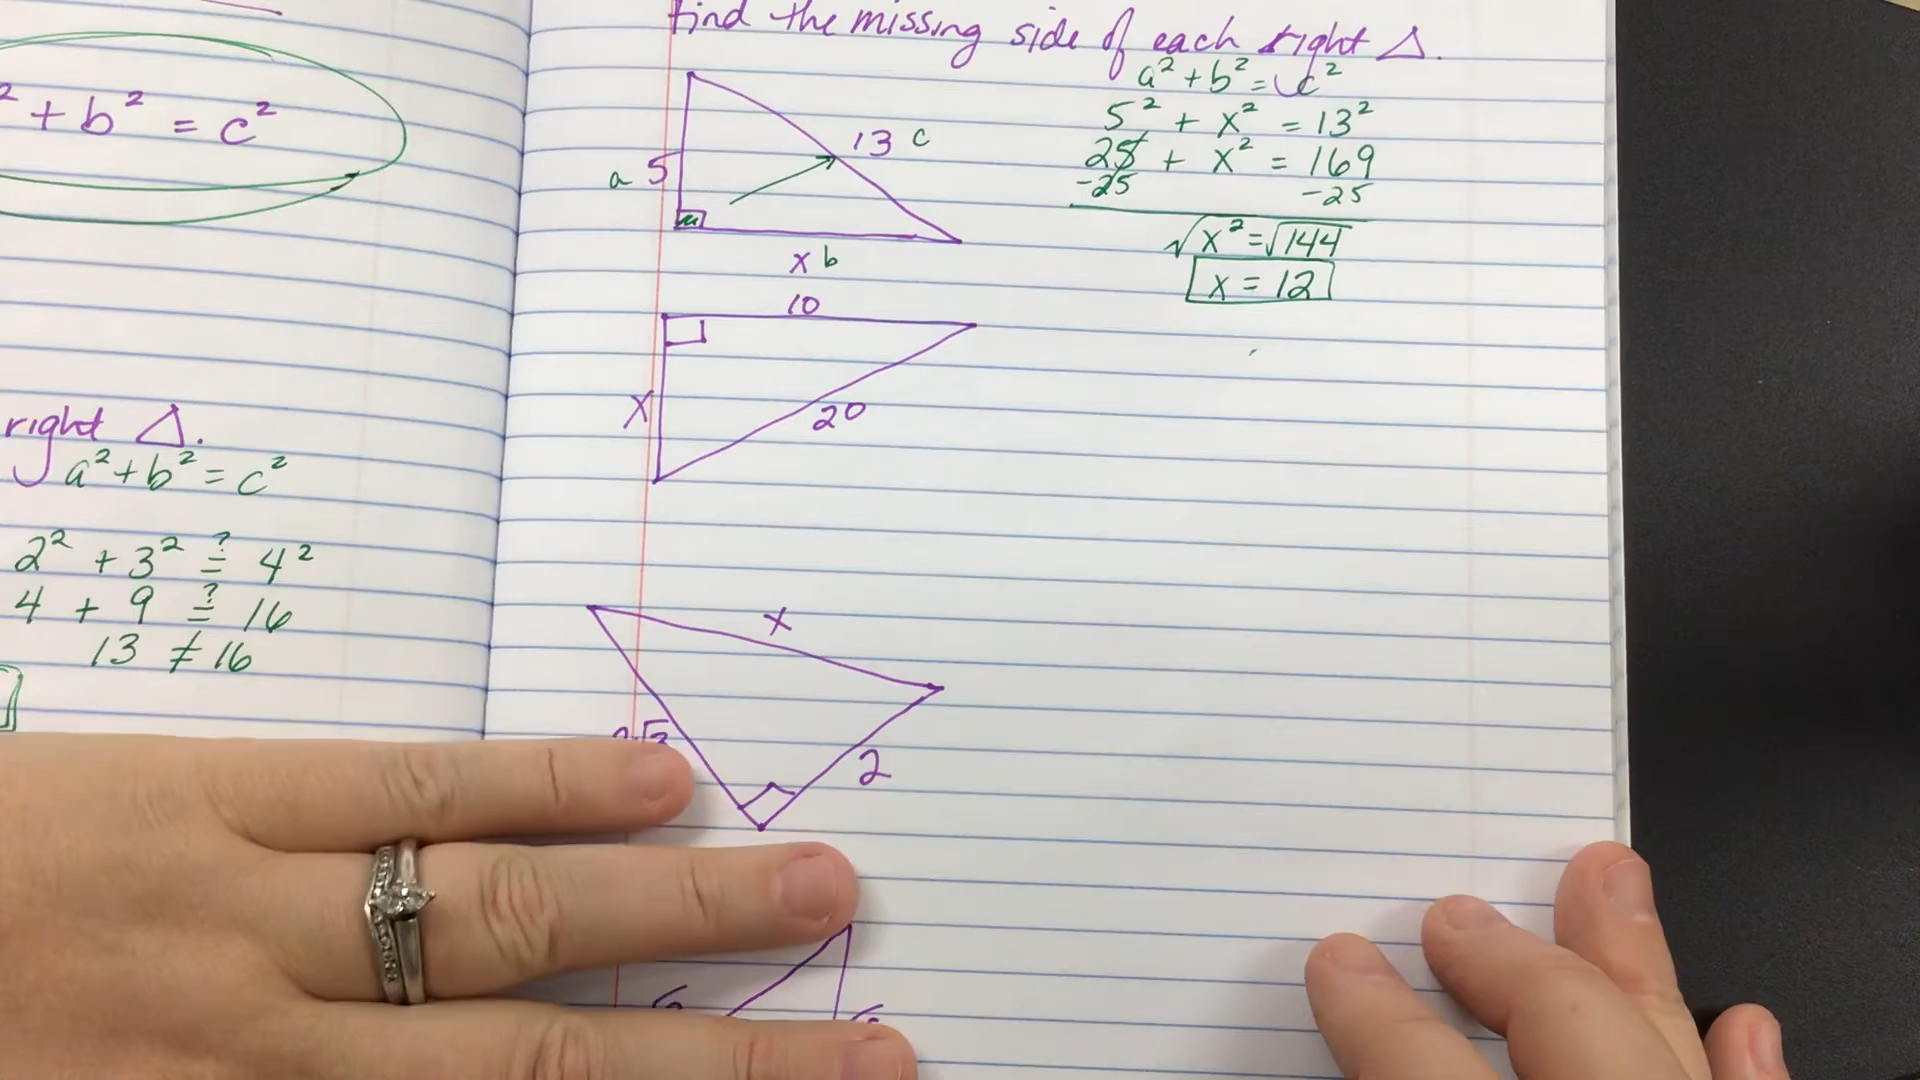 ² + b² = c²
right △.
a² + b² = c²
2² + 3² ≟ 4²
4 + 9 ≟ 16
13 ≠ 16
find the missing side of each right △.
a² + b² = c²
5² + x² = 13²
25 + x² = 169
-25 -25
√x² = √144
x = 12
13 c
a 5
x b
10
x
20
x
2